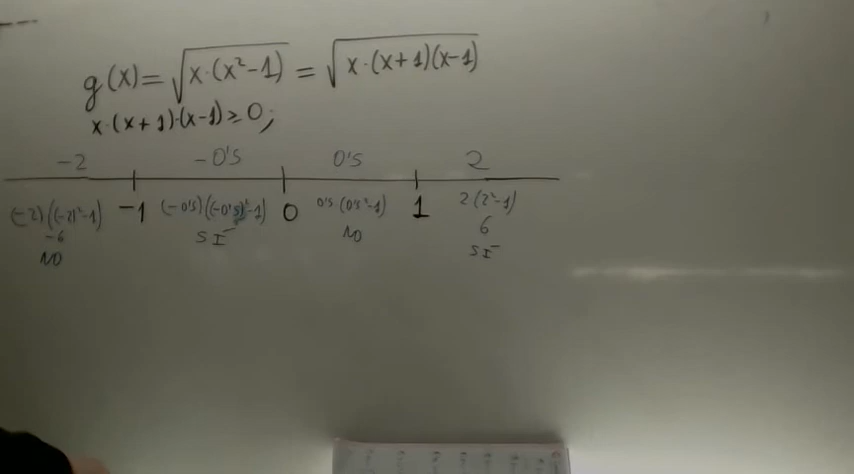 g(x) = √(x·(x²-1)) = √(x·(x+1)(x-1))
x·(x+1)·(x-1) ≥ 0;
-2 -0'5 0'5 2
(-2)((-2)²-1) -1 (-0'5)((-0'5)²-1) 0 0'5·(0'5²-1) 1 2(2²-1)
-6 SÍ NO 6
NO SÍ